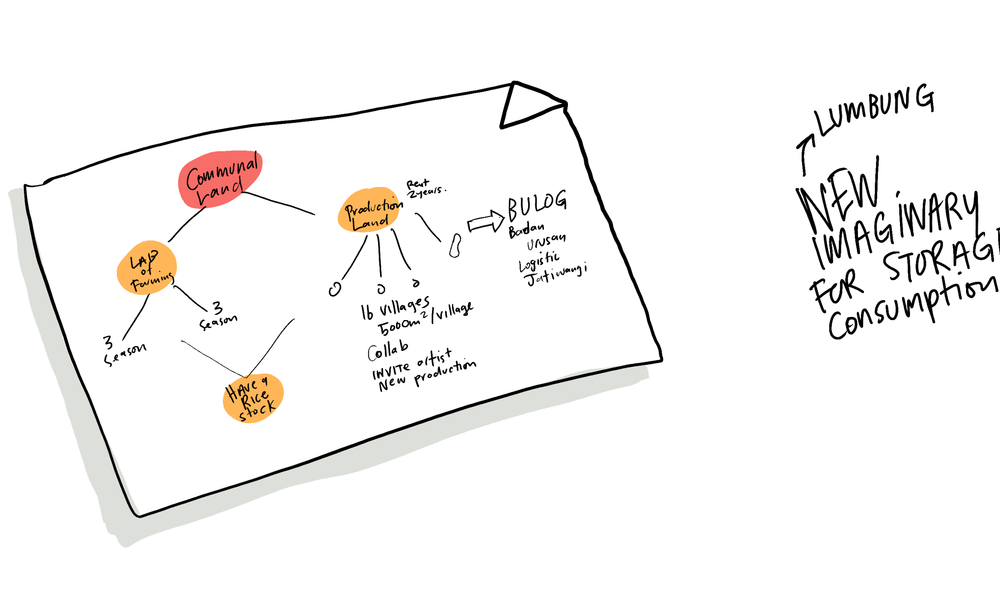 Communal
Land
Production
Land
Rent
2years.
BULOG
Badan
Urusan
Logistic
Jatiwangi
LAB
of
Farming
3
Season
3
Season
16 villages
5000m²/village
Collab
INVITE artist
New production
HAVE a
Rice
stock
LUMBUNG
NEW
IMAGINARY
FOR STORAGE
Consumption